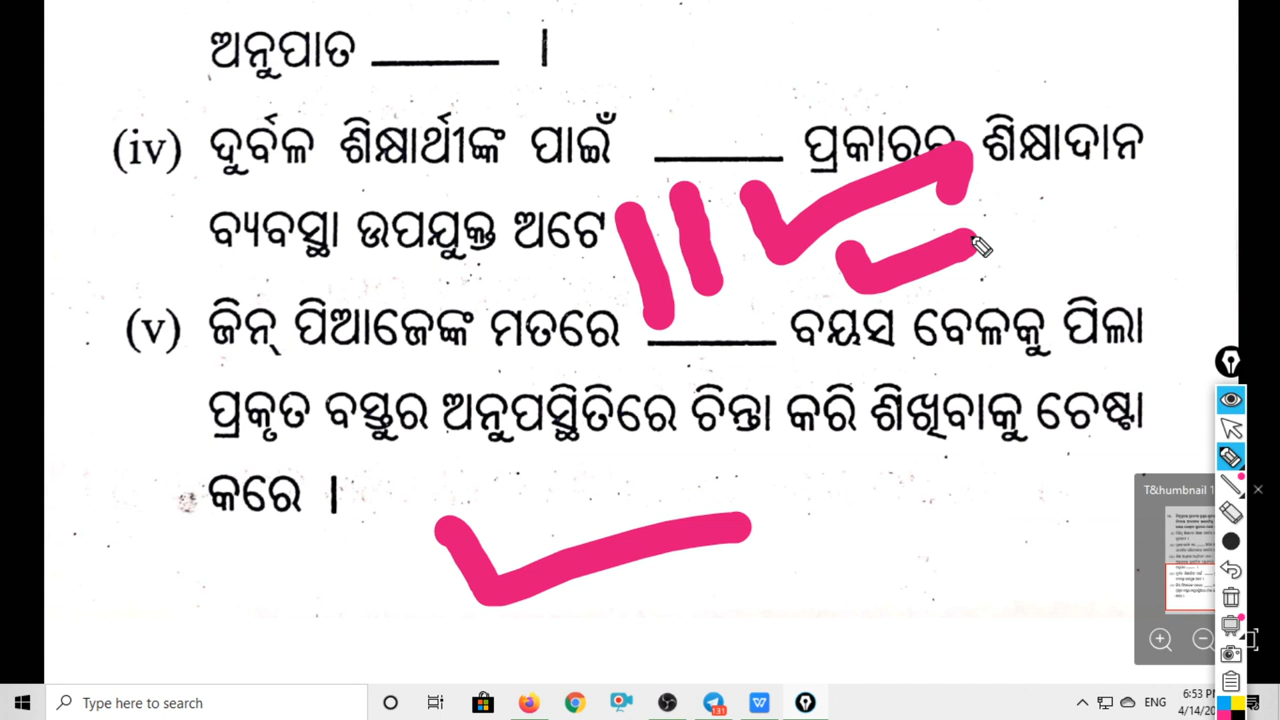 ଅନୁପାତ ______ ।
(iv) ଦୁର୍ବଳ ଶିକ୍ଷାର୍ଥୀଙ୍କ ପାଇଁ ______ ପ୍ରକାରର ଶିକ୍ଷାଦାନ
ବ୍ୟବସ୍ଥା ଉପଯୁକ୍ତ ଅଟେ
(v) ଜିନ୍ ପିଆଜେଙ୍କ ମତରେ ______ ବୟସ ବେଳକୁ ପିଲା
ପ୍ରକୃତ ବସ୍ତୁର ଅନୁପସ୍ଥିତିରେ ଚିନ୍ତା କରି ଶିଖିବାକୁ ଚେଷ୍ଟା
କରେ ।
T&humbnail 1
Type here to search
131
ENG
6:53
4/14/20